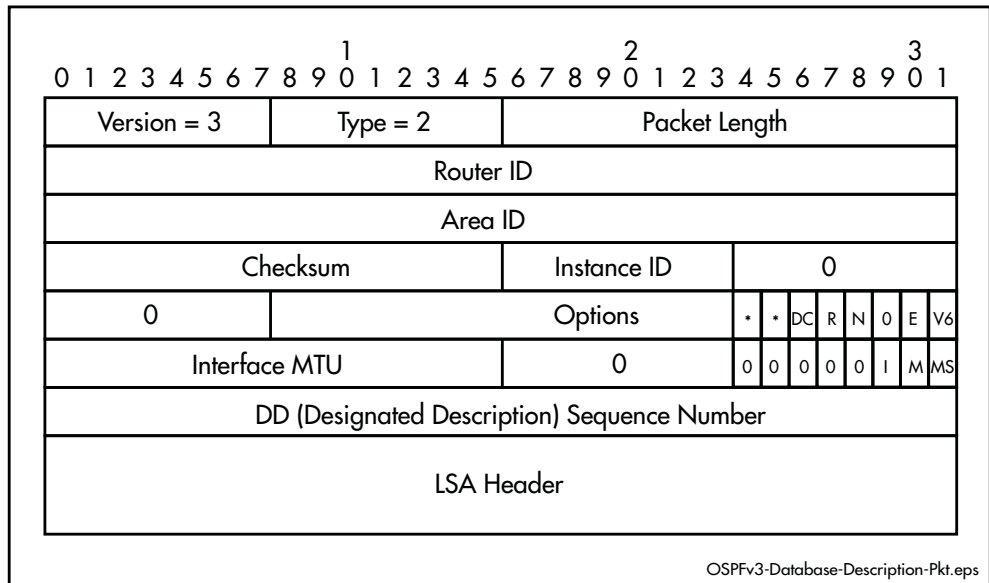 1 2 3
0 1 2 3 4 5 6 7 8 9 0 1 2 3 4 5 6 7 8 9 0 1 2 3 4 5 6 7 8 9 0 1
Version = 3 Type = 2 Packet Length
Router ID
Area ID
Checksum Instance ID 0
0 Options * * DC R N 0 E V6
Interface MTU 0 0 0 0 0 0 I M MS
DD (Designated Description) Sequence Number
LSA Header
OSPFv3-Database-Description-Pkt.eps